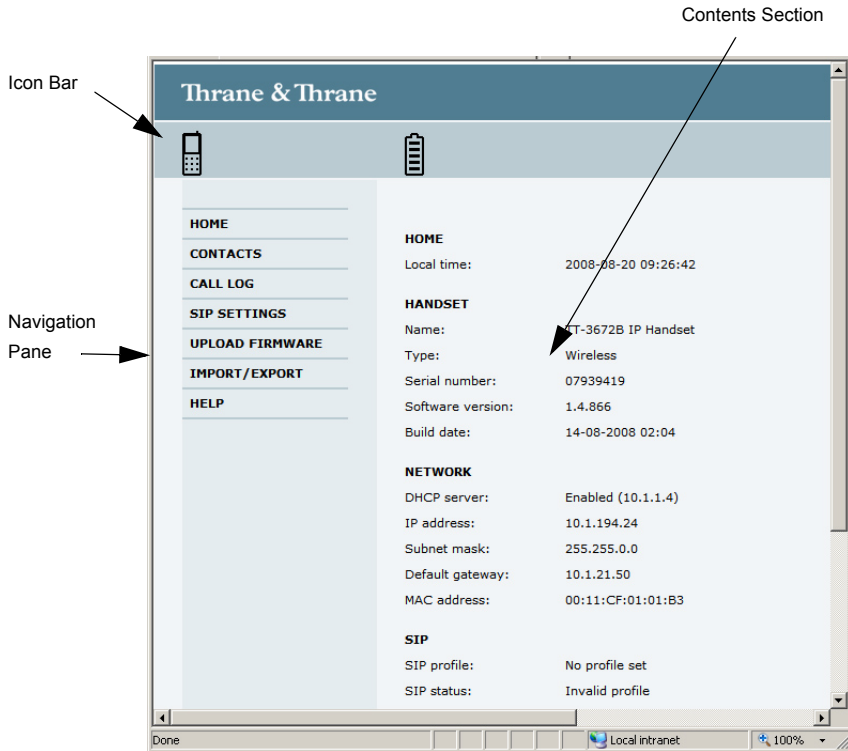 Contents Section
Icon Bar
Thrane & Thrane
HOME
CONTACTS
CALL LOG
SIP SETTINGS
UPLOAD FIRMWARE
IMPORT/EXPORT
HELP
Navigation
Pane
HOME
Local time: 2008-08-20 09:26:42
HANDSET
Name: TT-3672B IP Handset
Type: Wireless
Serial number: 07939419
Software version: 1.4.866
Build date: 14-08-2008 02:04
NETWORK
DHCP server: Enabled (10.1.1.4)
IP address: 10.1.194.24
Subnet mask: 255.255.0.0
Default gateway: 10.1.21.50
MAC address: 00:11:CF:01:01:B3
SIP
SIP profile: No profile set
SIP status: Invalid profile
Done Local intranet 100%